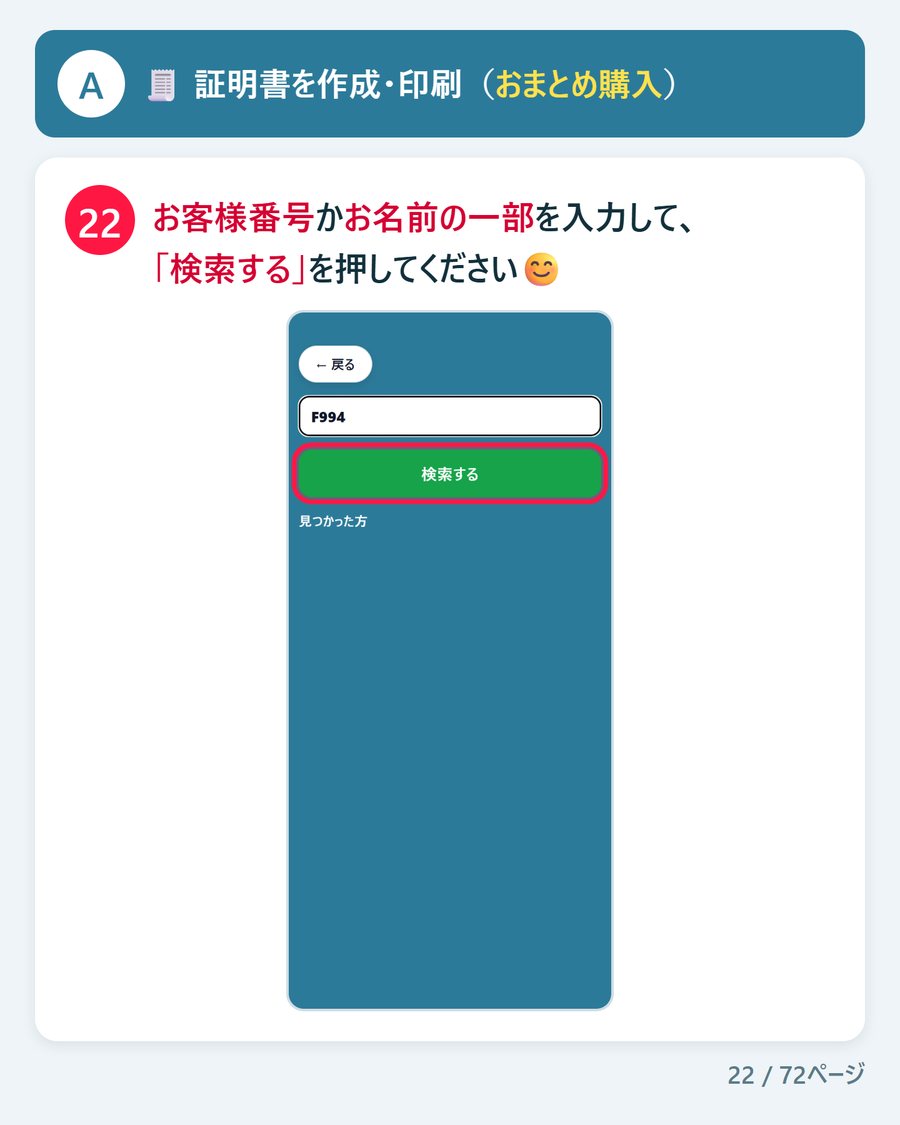 A 🧾 証明書を作成・印刷（おまとめ購入）
22 お客様番号かお名前の一部を入力して、
「検索する」を押してください😊
← 戻る
F994
検索する
見つかった方
22 / 72ページ